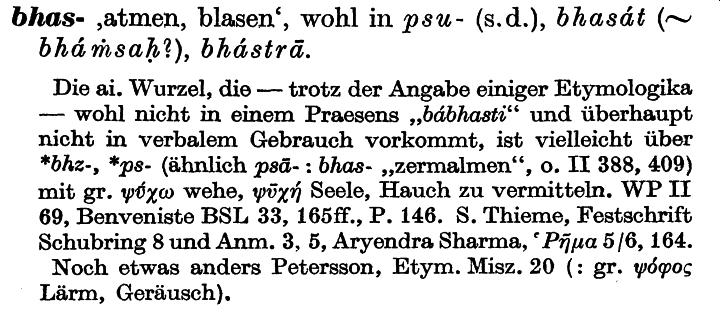 bhas- ‚atmen, blasen‘, wohl in psu- (s.d.), bhasát (~
bháṁsaḥ?), bhástrā.
Die ai. Wurzel, die — trotz der Angabe einiger Etymologika
— wohl nicht in einem Praesens „bábhasti“ und überhaupt
nicht in verbalem Gebrauch vorkommt, ist vielleicht über
*bhz-, *ps- (ähnlich psā- : bhas- „zermalmen“, o. II 388, 409)
mit gr. ψύ̄χω wehe, ψῡχή Seele, Hauch zu vermitteln. WP II
69, Benveniste BSL 33, 165ff., P. 146. S. Thieme, Festschrift
Schubring 8 und Anm. 3, 5, Aryendra Sharma, ʽΡῆμα 5/6, 164.
Noch etwas anders Petersson, Etym. Misz. 20 (: gr. ψόφος
Lärm, Geräusch).